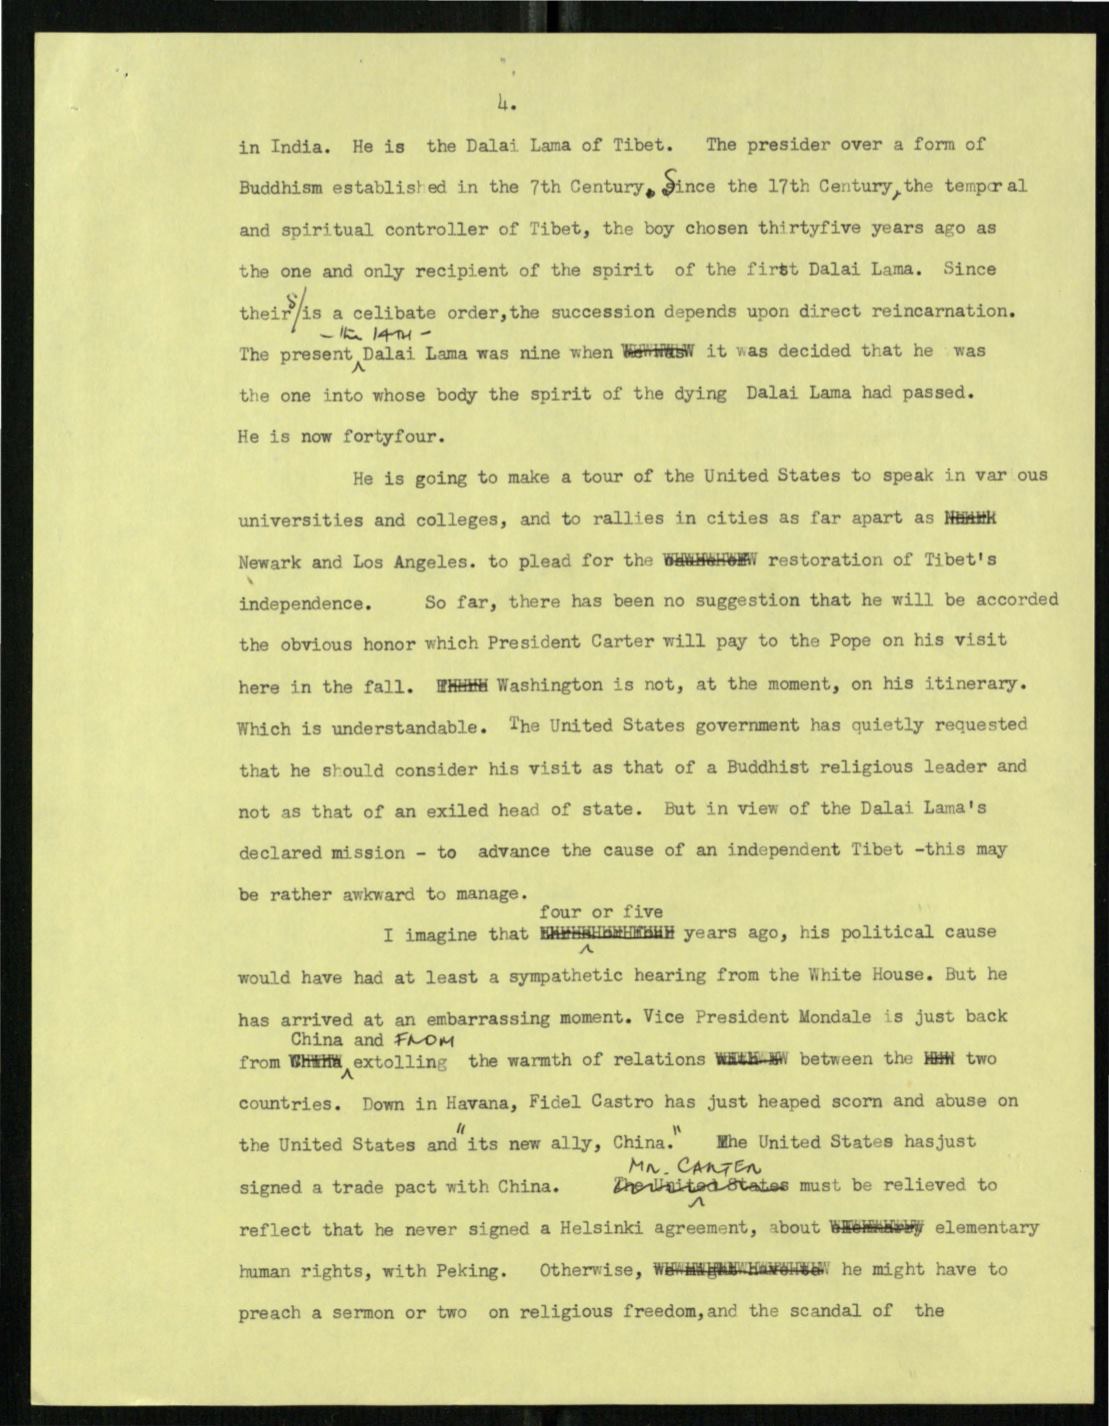 4.
in India. He is the Dalai Lama of Tibet. The presider over a form of
Buddhism established in the 7th Century. Since the 17th Century, the temporal
and spiritual controller of Tibet, the boy chosen thirtyfive years ago as
the one and only recipient of the spirit of the first Dalai Lama. Since
theirs/is a celibate order, the succession depends upon direct reincarnation.
- the 14TH -
The present Dalai Lama was nine when it was decided that he was
the one into whose body the spirit of the dying Dalai Lama had passed.
He is now fortyfour.
He is going to make a tour of the United States to speak in var ous
universities and colleges, and to rallies in cities as far apart as
Newark and Los Angeles. to plead for the restoration of Tibet's
independence. So far, there has been no suggestion that he will be accorded
the obvious honor which President Carter will pay to the Pope on his visit
here in the fall. Washington is not, at the moment, on his itinerary.
Which is understandable. The United States government has quietly requested
that he should consider his visit as that of a Buddhist religious leader and
not as that of an exiled head of state. But in view of the Dalai Lama's
declared mission - to advance the cause of an independent Tibet -this may
be rather awkward to manage.
four or five
I imagine that years ago, his political cause
would have had at least a sympathetic hearing from the White House. But he
has arrived at an embarrassing moment. Vice President Mondale is just back
China and FROM
from China extolling the warmth of relations between the two
countries. Down in Havana, Fidel Castro has just heaped scorn and abuse on
the United States and "its new ally, China." The United States hasjust
MR. CARTER
signed a trade pact with China. The United States must be relieved to
reflect that he never signed a Helsinki agreement, about elementary
human rights, with Peking. Otherwise, he might have to
preach a sermon or two on religious freedom, and the scandal of the